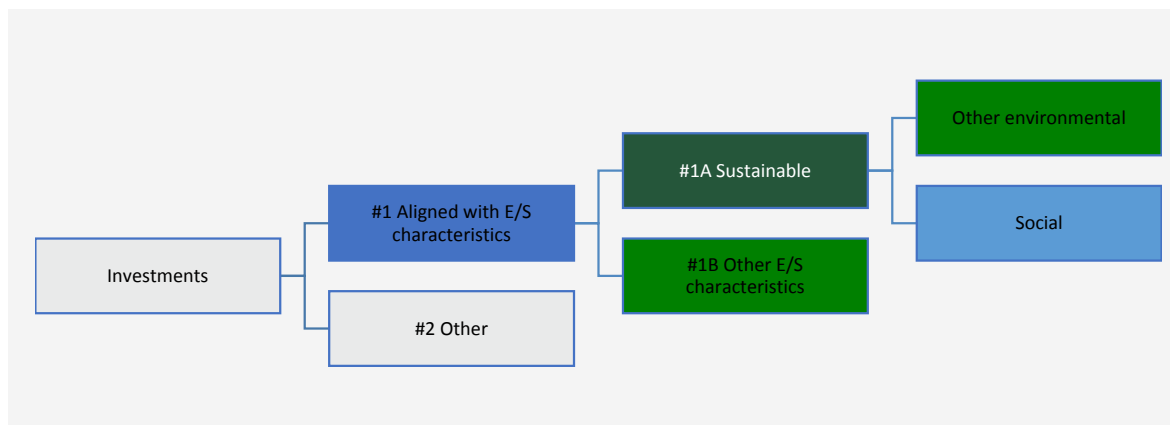 Investments
#1 Aligned with E/S
characteristics
#2 Other
#1A Sustainable
#1B Other E/S
characteristics
Other environmental
Social